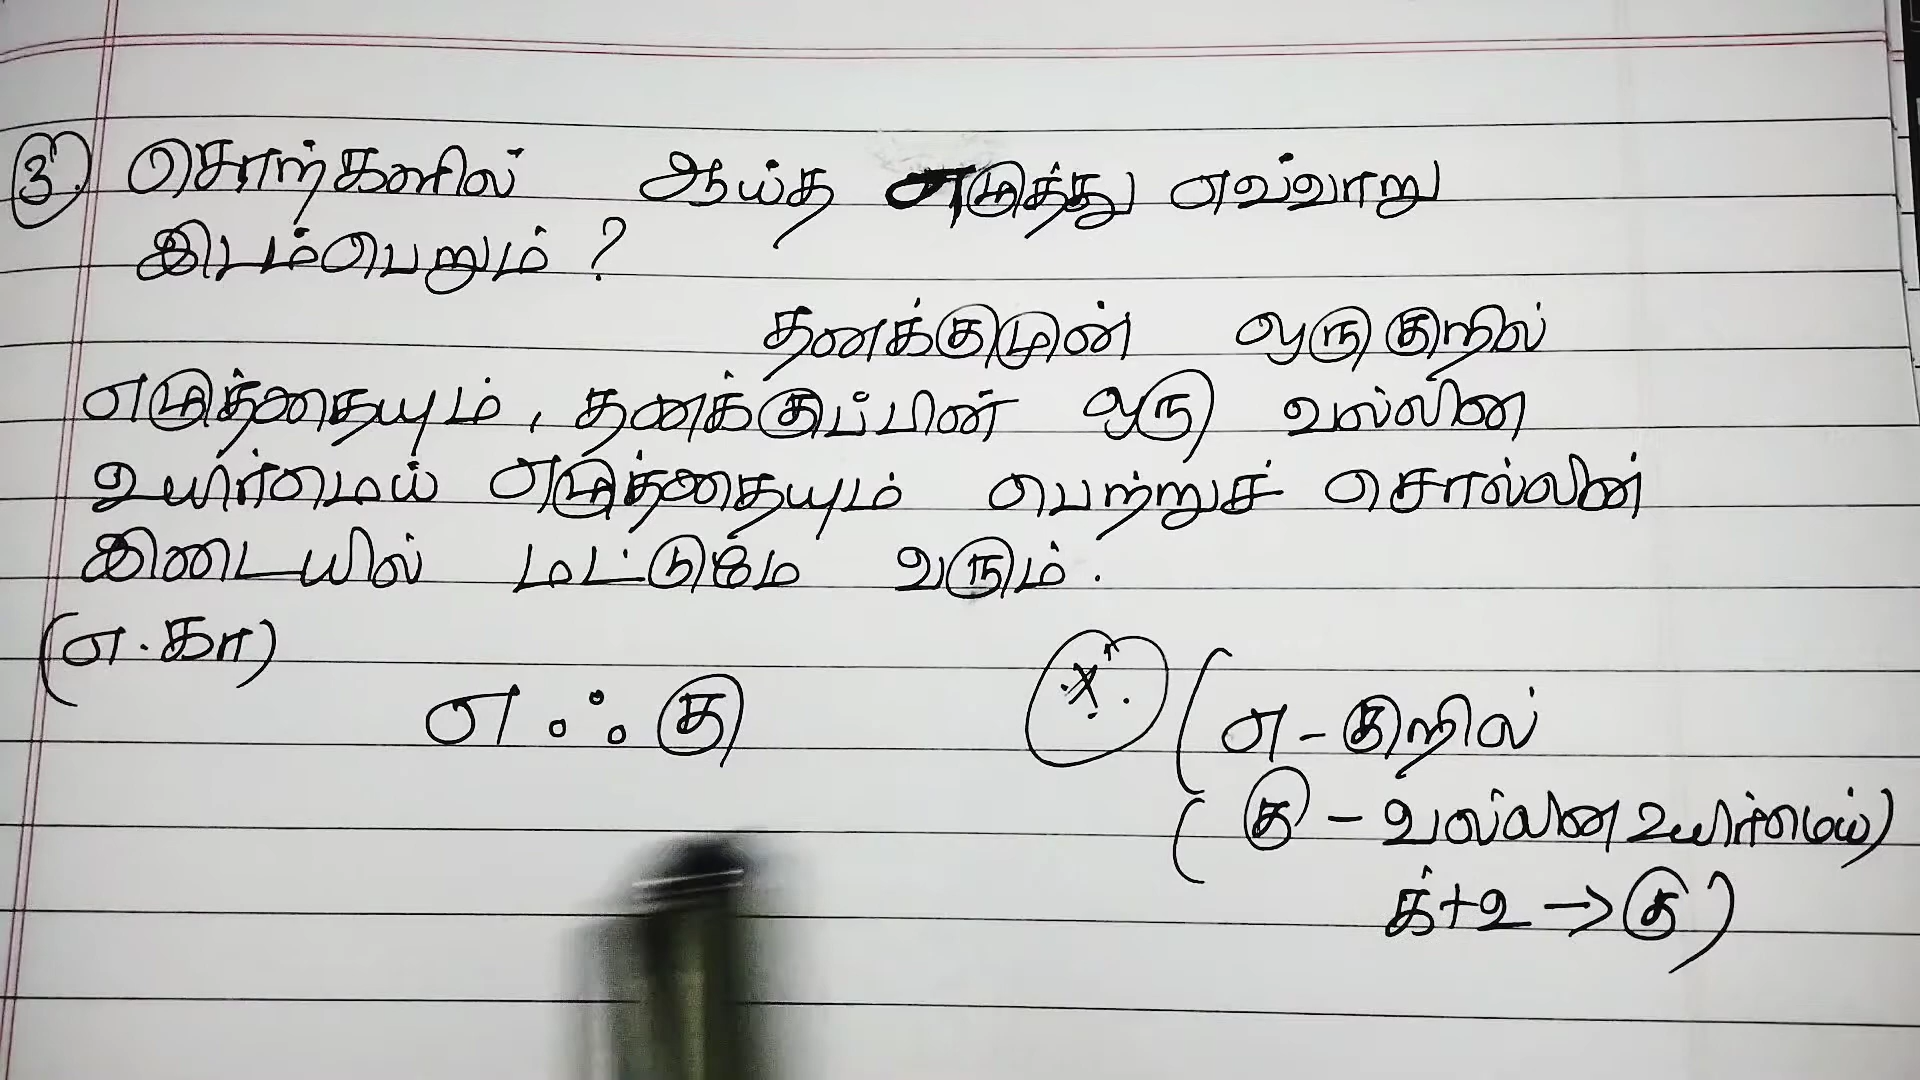 3. சொற்களில் ஆய்த எழுத்து எவ்வாறு
இடம்பெறும் ?
தனக்குமுன் ஒரு குறில்
எழுத்தையும், தனக்குப்பின் ஒரு வல்லின
உயிர்மெய் எழுத்தையும் பெற்றுச் சொல்லின்
இடையில் மட்டுமே வரும்.
(எ.கா)
எஃகு
(எ - குறில்
(கு - வல்லின உயிர்மெய்)
க்+உ → கு)